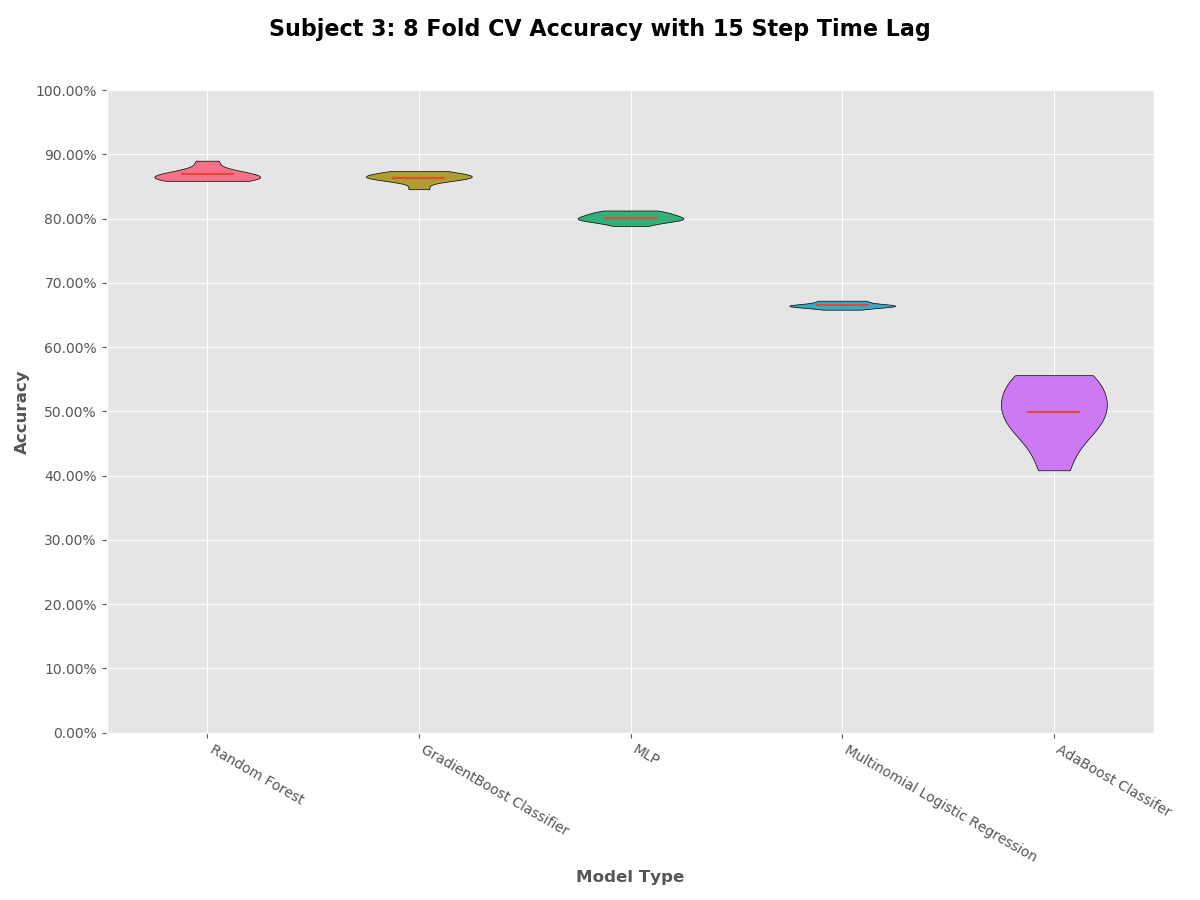 Subject 3: 8 Fold CV Accuracy with 15 Step Time Lag
100.00%
90.00%
80.00%
70.00%
60.00%
50.00%
40.00%
30.00%
20.00%
10.00%
0.00%
Accuracy
Random Forest
GradientBoost Classifier
MLP
Multinomial Logistic Regression
AdaBoost Classifer
Model Type